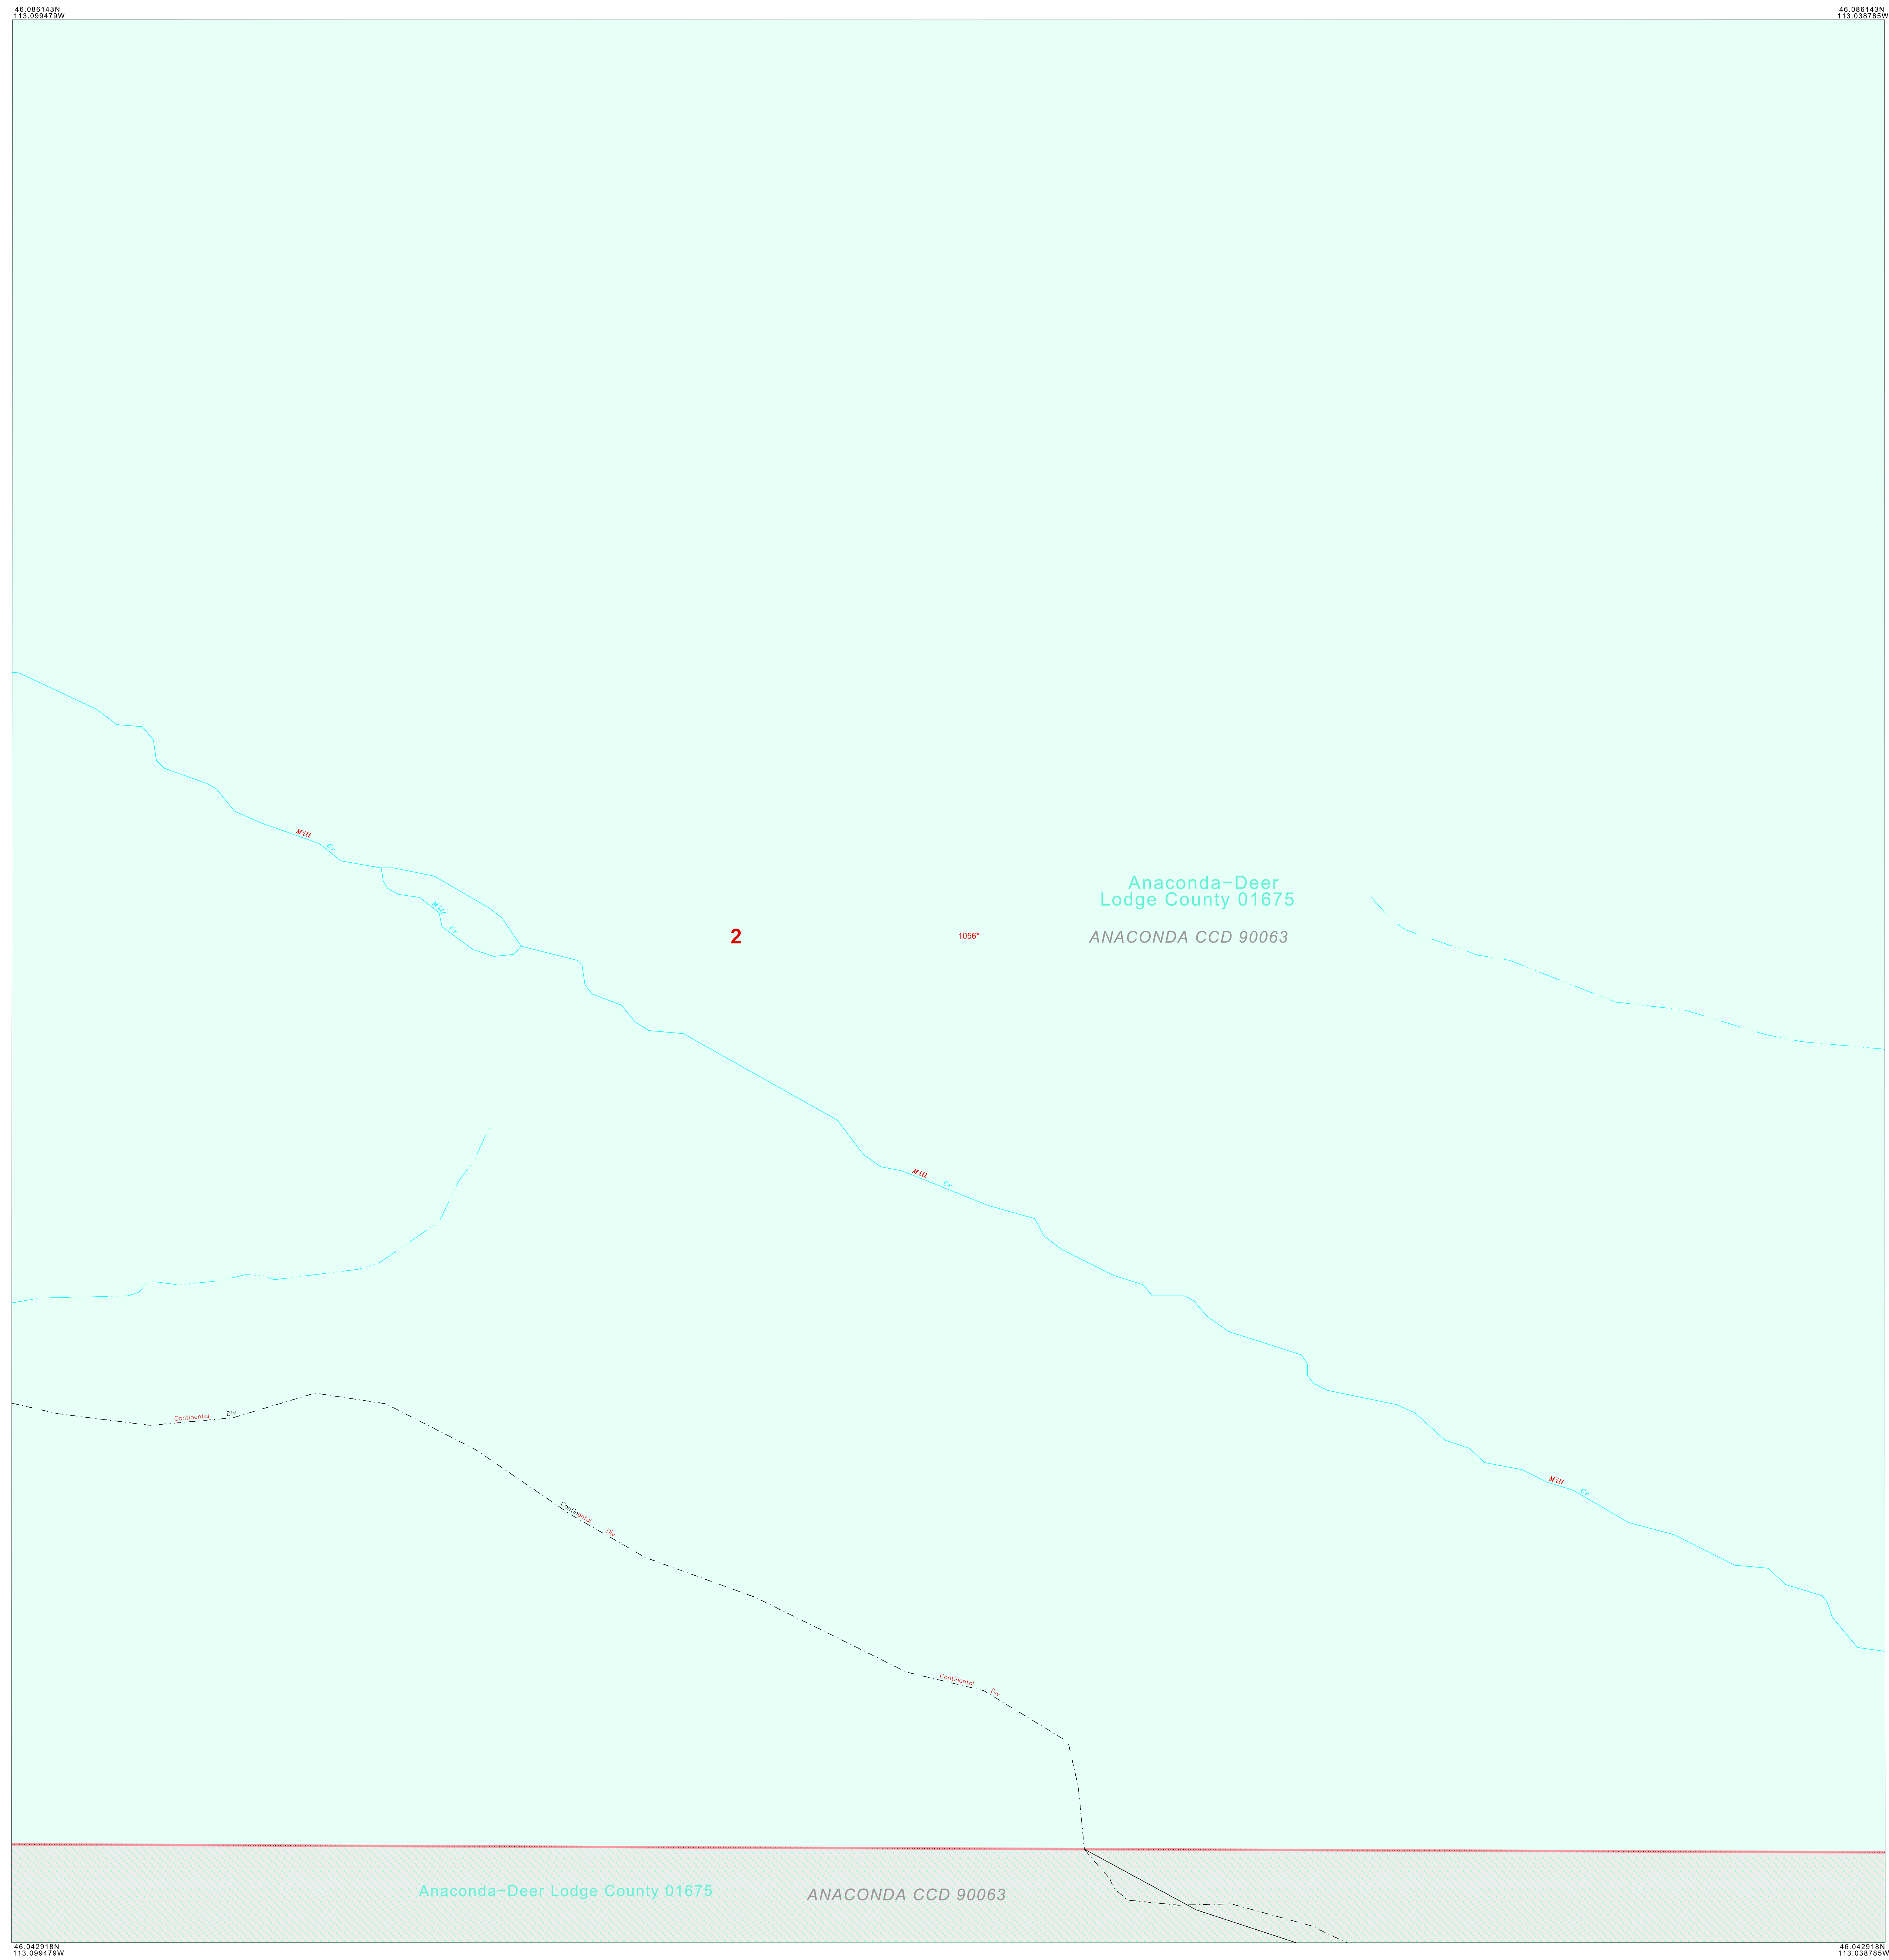 46.086143N
113.099479W
46.086143N
113.038785W
Mill Cr
Mill Cr
Anaconda-Deer
Lodge County 01675
2
1056*
ANACONDA CCD 90063
Mill Cr
Continental Div
Mill Cr
Continental Div
Continental Div
Anaconda-Deer Lodge County 01675
ANACONDA CCD 90063
46.042918N
113.099479W
46.042918N
113.038785W